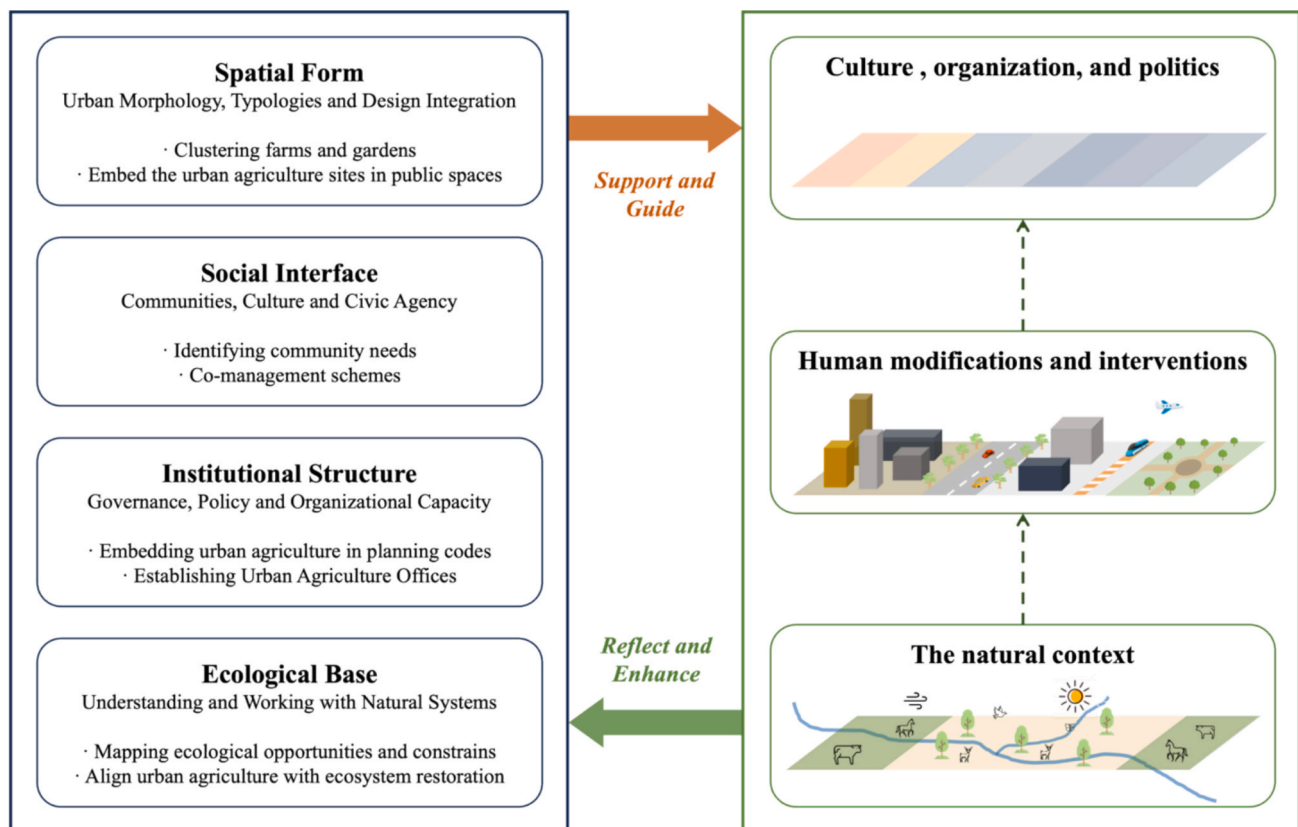 Spatial Form
Urban Morphology, Typologies and Design Integration
· Clustering farms and gardens
· Embed the urban agriculture sites in public spaces
Social Interface
Communities, Culture and Civic Agency
· Identifying community needs
· Co-management schemes
Institutional Structure
Governance, Policy and Organizational Capacity
· Embedding urban agriculture in planning codes
· Establishing Urban Agriculture Offices
Ecological Base
Understanding and Working with Natural Systems
· Mapping ecological opportunities and constrains
· Align urban agriculture with ecosystem restoration
Support and
Guide
Reflect and
Enhance
Culture , organization, and politics
Human modifications and interventions
The natural context